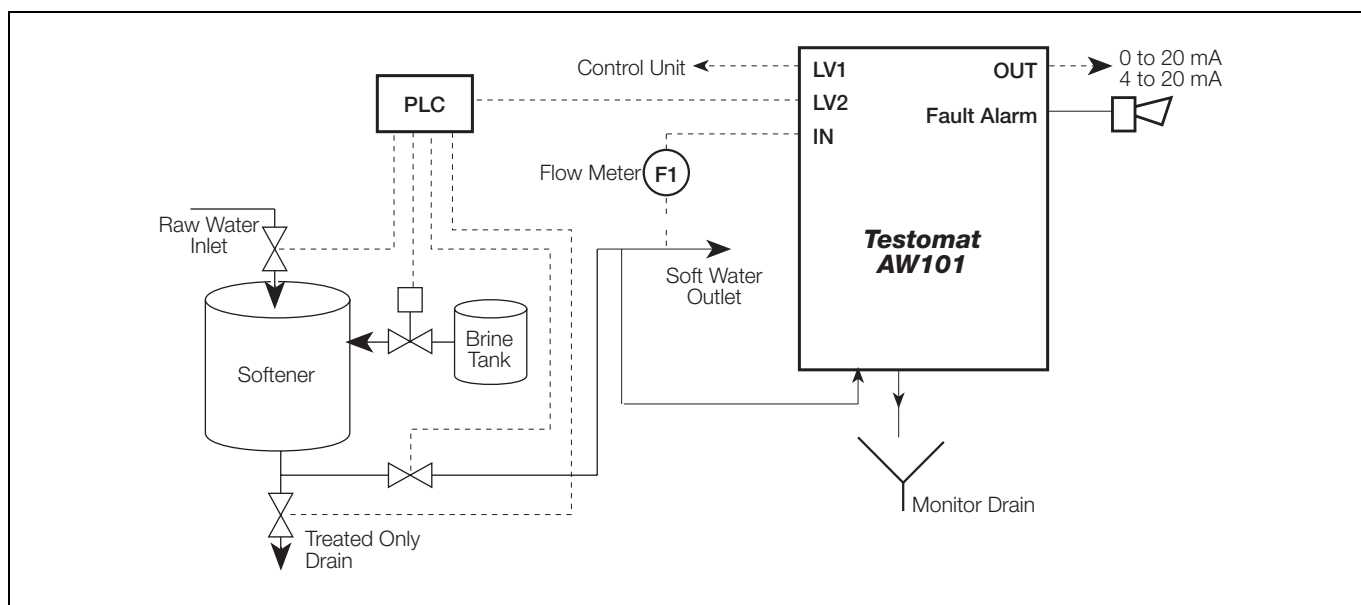 Control Unit
LV1
OUT
0 to 20 mA
4 to 20 mA
PLC
LV2
Fault Alarm
IN
Flow Meter
F1
Raw Water
Inlet
Testomat
AW101
Soft Water
Outlet
Brine
Tank
Softener
Monitor Drain
Treated Only
Drain